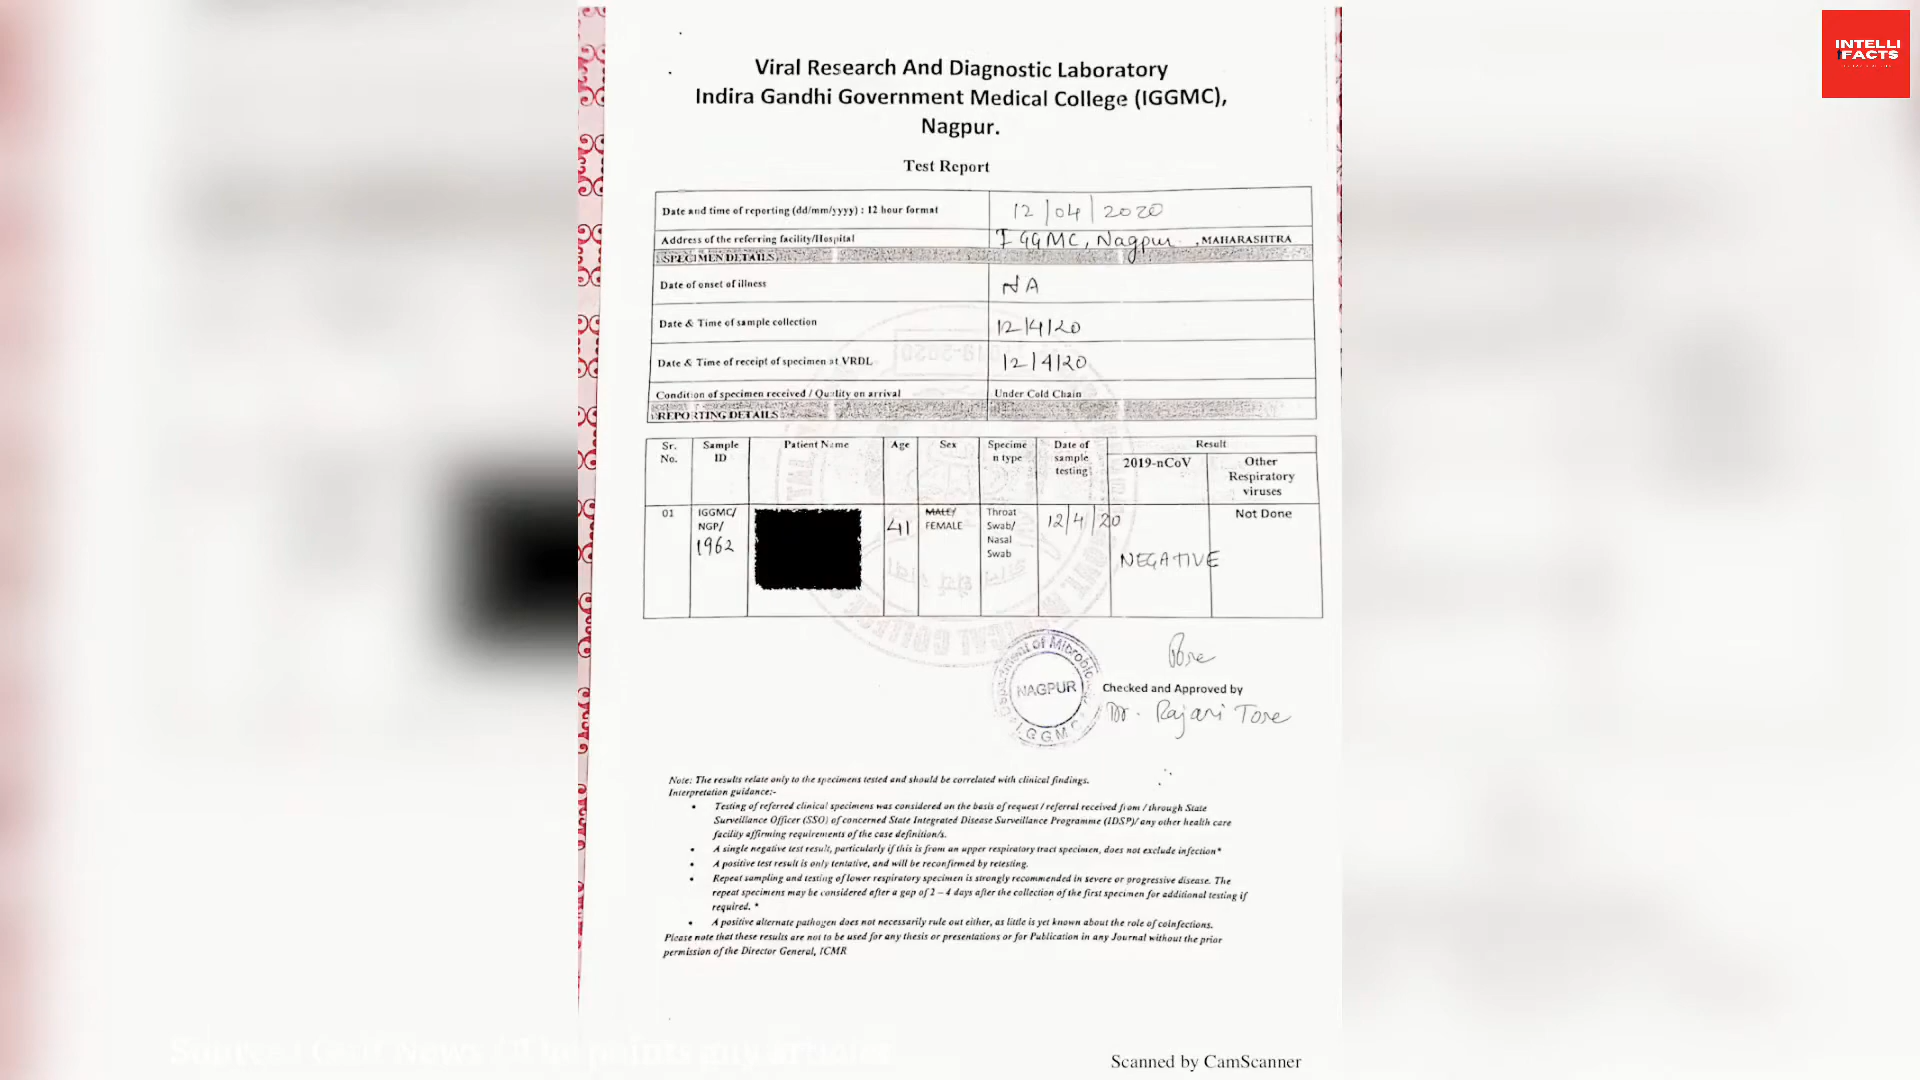 INTELLI
FACTS
Viral Research And Diagnostic Laboratory
Indira Gandhi Government Medical College (IGGMC),
Nagpur.
Test Report
Date and time of reporting (dd/mm/yyyy) : 12 hour format 12/04/2020
Address of the referring facility/Hospital IGGMC, Nagpur , MAHARASHTRA
SPECIMEN DETAILS
Date of onset of illness NA
Date & Time of sample collection 12/4/20
Date & Time of receipt of specimen at VRDL 12/4/20
Condition of specimen received / Quality on arrival Under Cold Chain
REPORTING DETAILS
Sr. No. Sample ID Patient Name Age Sex Specimen type Date of sample testing Result
2019-nCoV Other Respiratory viruses
01 IGGMC/ NGP/ 1962 41 MALE/ FEMALE Throat Swab/ Nasal Swab 12/4/20 NEGATIVE Not Done
NAGPUR
IGGMC
Checked and Approved by
Dr. Rajani Tore
Note: The results relate only to the specimens tested and should be correlated with clinical findings.
Interpretation guidance:-
• Testing of referred clinical specimens was considered on the basis of request / referral received from / through State
Surveillance Officer (SSO) of concerned State Integrated Disease Surveillance Programme (IDSP)/ any other health care
facility affirming requirements of the case definition/s.
• A single negative test result, particularly if this is from an upper respiratory tract specimen, does not exclude infection*
• A positive test result is only tentative, and will be reconfirmed by retesting.
• Repeat sampling and testing of lower respiratory specimen is strongly recommended in severe or progressive disease. The
repeat specimens may be considered after a gap of 2 – 4 days after the collection of the first specimen for additional testing if
required. *
• A positive alternate pathogen does not necessarily rule out either, as little is yet known about the role of coinfections.
Please note that these results are not to be used for any thesis or presentations or for Publication in any Journal without the prior
permission of the Director General, ICMR
Scanned by CamScanner